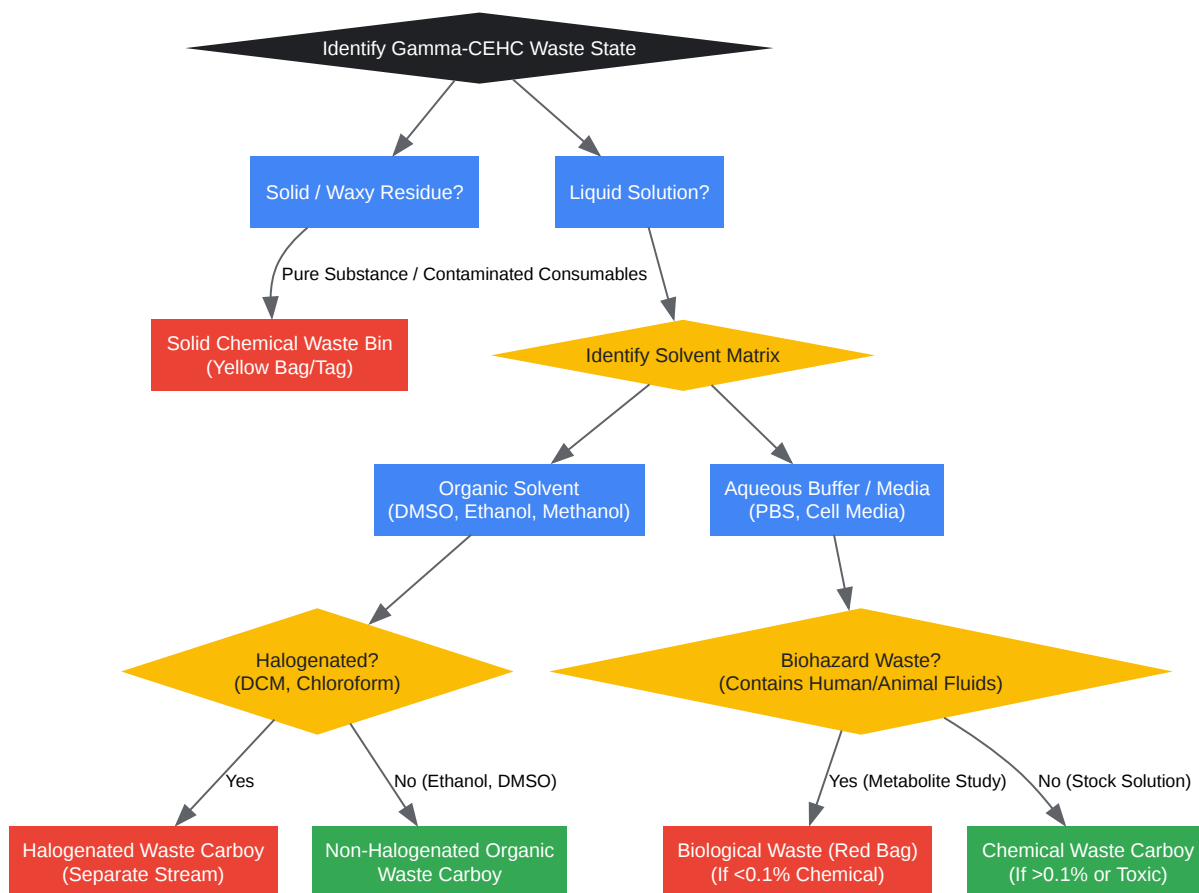 Identify Gamma-CEHC Waste State
Solid / Waxy Residue?
Liquid Solution?
Pure Substance / Contaminated Consumables
Solid Chemical Waste Bin
(Yellow Bag/Tag)
Identify Solvent Matrix
Organic Solvent
(DMSO, Ethanol, Methanol)
Aqueous Buffer / Media
(PBS, Cell Media)
Halogenated?
(DCM, Chloroform)
Biohazard Waste?
(Contains Human/Animal Fluids)
Yes
No (Ethanol, DMSO)
Yes (Metabolite Study)
No (Stock Solution)
Halogenated Waste Carboy
(Separate Stream)
Non-Halogenated Organic
Waste Carboy
Biological Waste (Red Bag)
(If <0.1% Chemical)
Chemical Waste Carboy
(If >0.1% or Toxic)